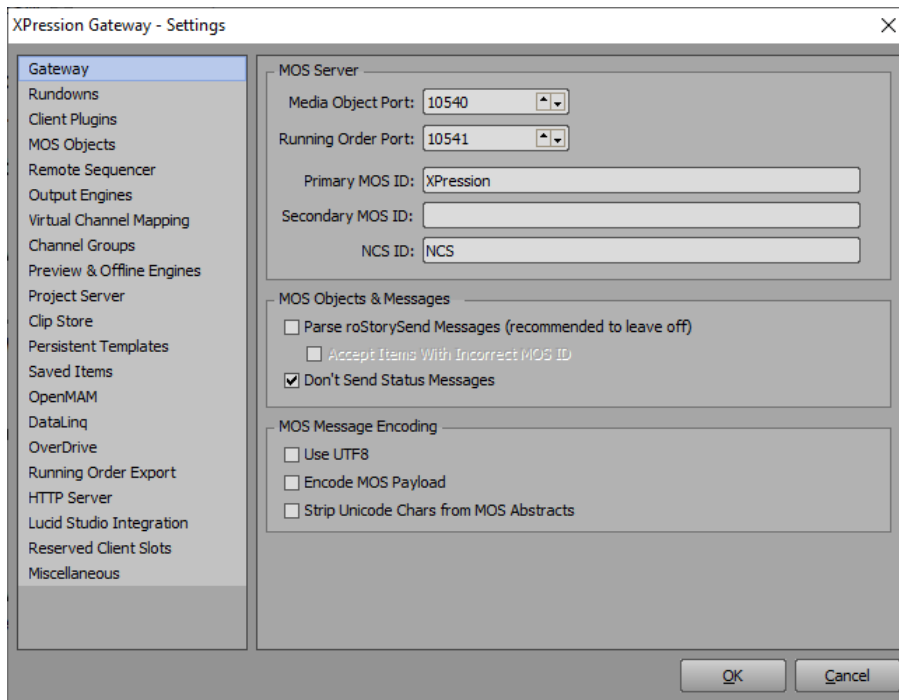 XPression Gateway - Settings
Gateway
Rundowns
Client Plugins
MOS Objects
Remote Sequencer
Output Engines
Virtual Channel Mapping
Channel Groups
Preview & Offline Engines
Project Server
Clip Store
Persistent Templates
Saved Items
OpenMAM
DataLinq
OverDrive
Running Order Export
HTTP Server
Lucid Studio Integration
Reserved Client Slots
Miscellaneous
MOS Server
Media Object Port: 10540
Running Order Port: 10541
Primary MOS ID: XPression
Secondary MOS ID:
NCS ID: NCS
MOS Objects & Messages
Parse roStorySend Messages (recommended to leave off)
Accept Items With Incorrect MOS ID
Don't Send Status Messages
MOS Message Encoding
Use UTF8
Encode MOS Payload
Strip Unicode Chars from MOS Abstracts
OK
Cancel